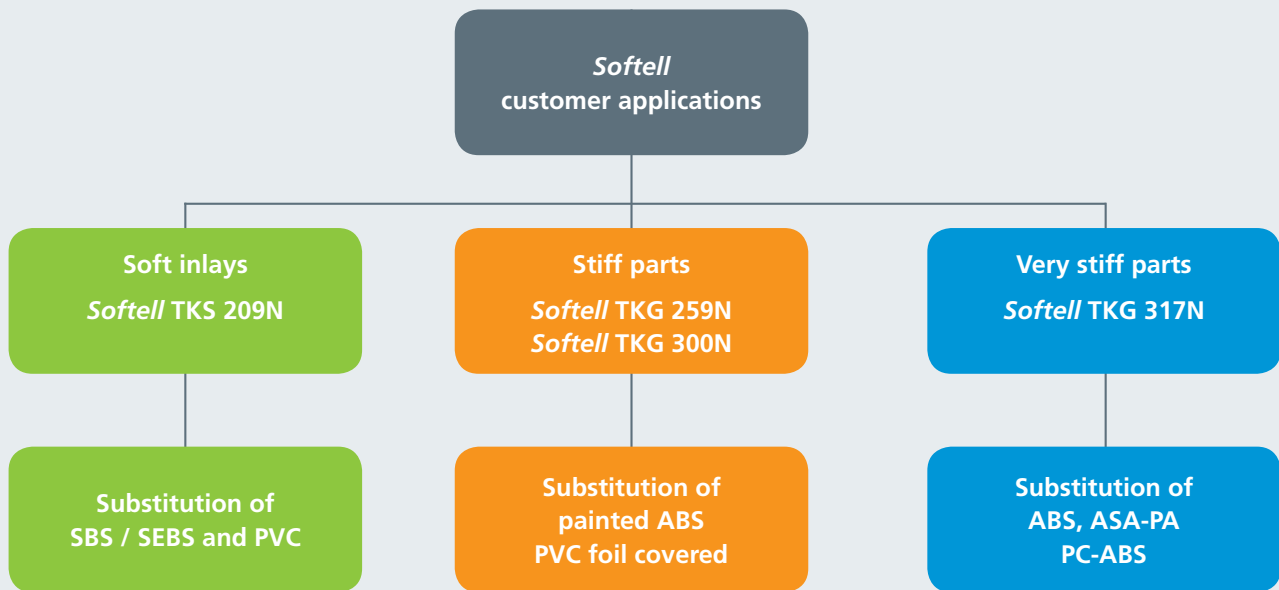 Softell
customer applications
Soft inlays
Softell TKS 209N
Stiff parts
Softell TKG 259N
Softell TKG 300N
Very stiff parts
Softell TKG 317N
Substitution of
SBS / SEBS and PVC
Substitution of
painted ABS
PVC foil covered
Substitution of
ABS, ASA-PA
PC-ABS